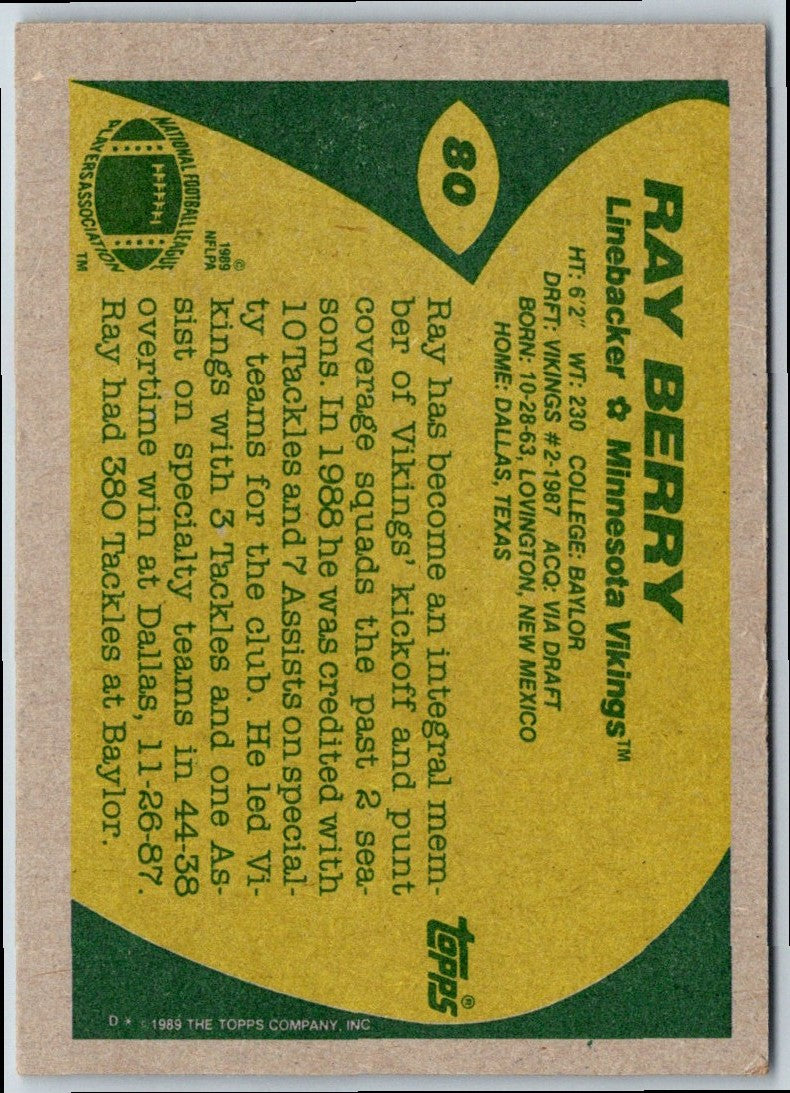 80
RAY BERRY
Linebacker ✿ Minnesota Vikings™
HT: 6'2" WT: 230 COLLEGE: BAYLOR
DRFT: VIKINGS #2-1987 ACQ: VIA DRAFT
BORN: 10-28-63, LOVINGTON, NEW MEXICO
HOME: DALLAS, TEXAS
Ray has become an integral mem-
ber of Vikings' kickoff and punt
coverage squads the past 2 sea-
sons. In 1988 he was credited with
10 Tackles and 7 Assists on special-
ty teams for the club. He led Vi-
kings with 3 Tackles and one As-
sist on specialty teams in 44-38
overtime win at Dallas, 11-26-87.
Ray had 380 Tackles at Baylor.
NATIONAL FOOTBALL LEAGUE
PLAYERS ASSOCIATION
™
©
1989
NFLPA
topps®
D * © 1989 THE TOPPS COMPANY, INC